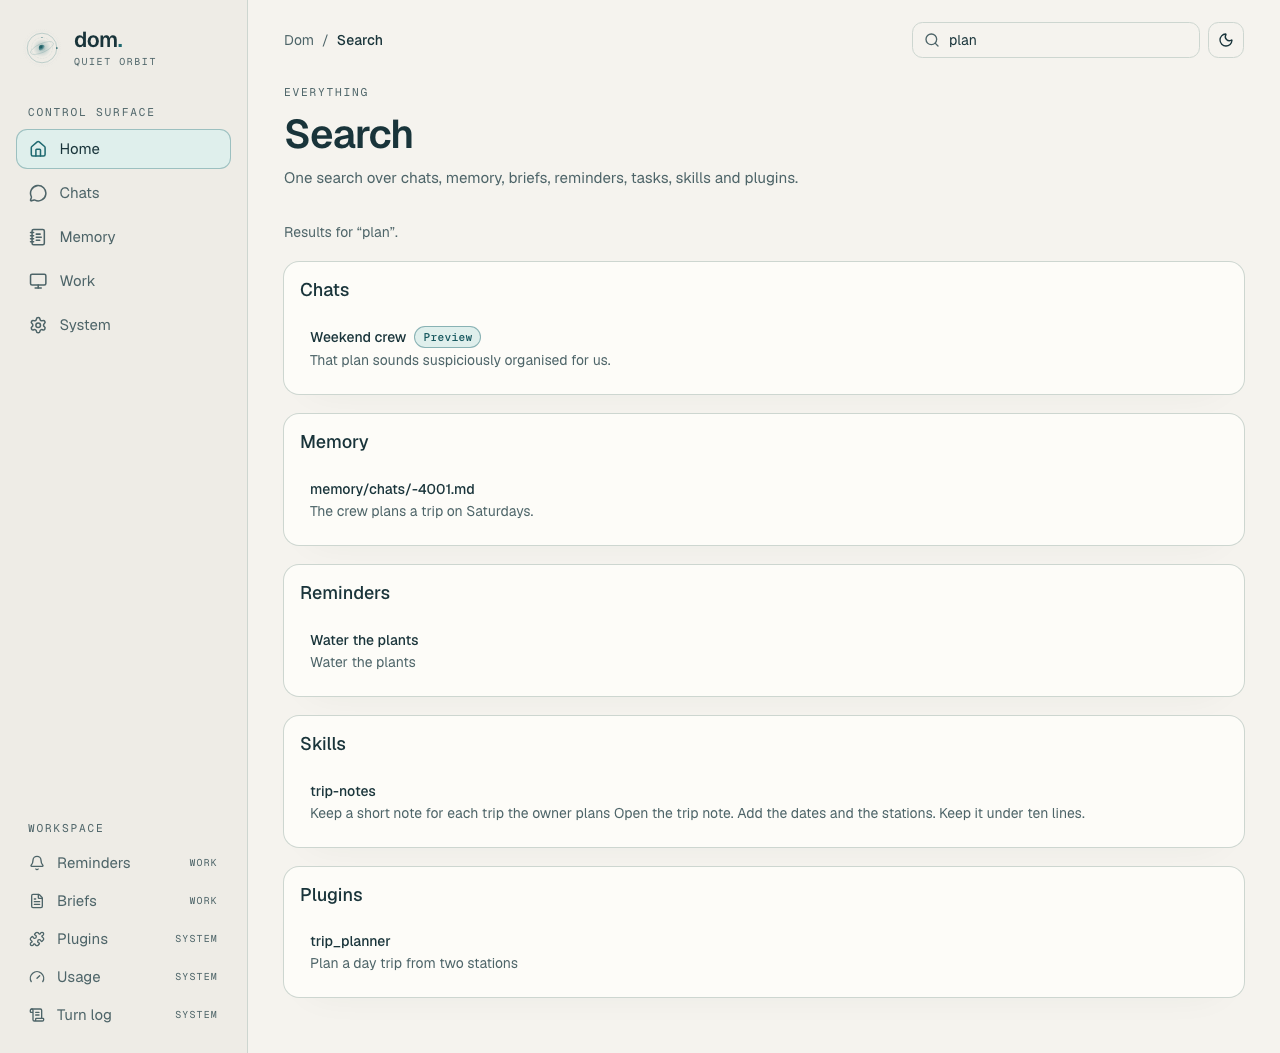 dom.
QUIET ORBIT
CONTROL SURFACE
Home
Chats
Memory
Work
System
WORKSPACE
Reminders WORK
Briefs WORK
Plugins SYSTEM
Usage SYSTEM
Turn log SYSTEM
Dom / Search
plan
EVERYTHING
Search
One search over chats, memory, briefs, reminders, tasks, skills and plugins.
Results for “plan”.
Chats
Weekend crew Preview
That plan sounds suspiciously organised for us.
Memory
memory/chats/-4001.md
The crew plans a trip on Saturdays.
Reminders
Water the plants
Water the plants
Skills
trip-notes
Keep a short note for each trip the owner plans Open the trip note. Add the dates and the stations. Keep it under ten lines.
Plugins
trip_planner
Plan a day trip from two stations